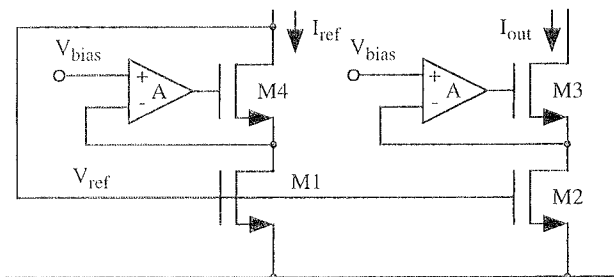 I_ref
I_out
V_bias
V_bias
+
A
-
M4
+
A
-
M3
V_ref
M1
M2